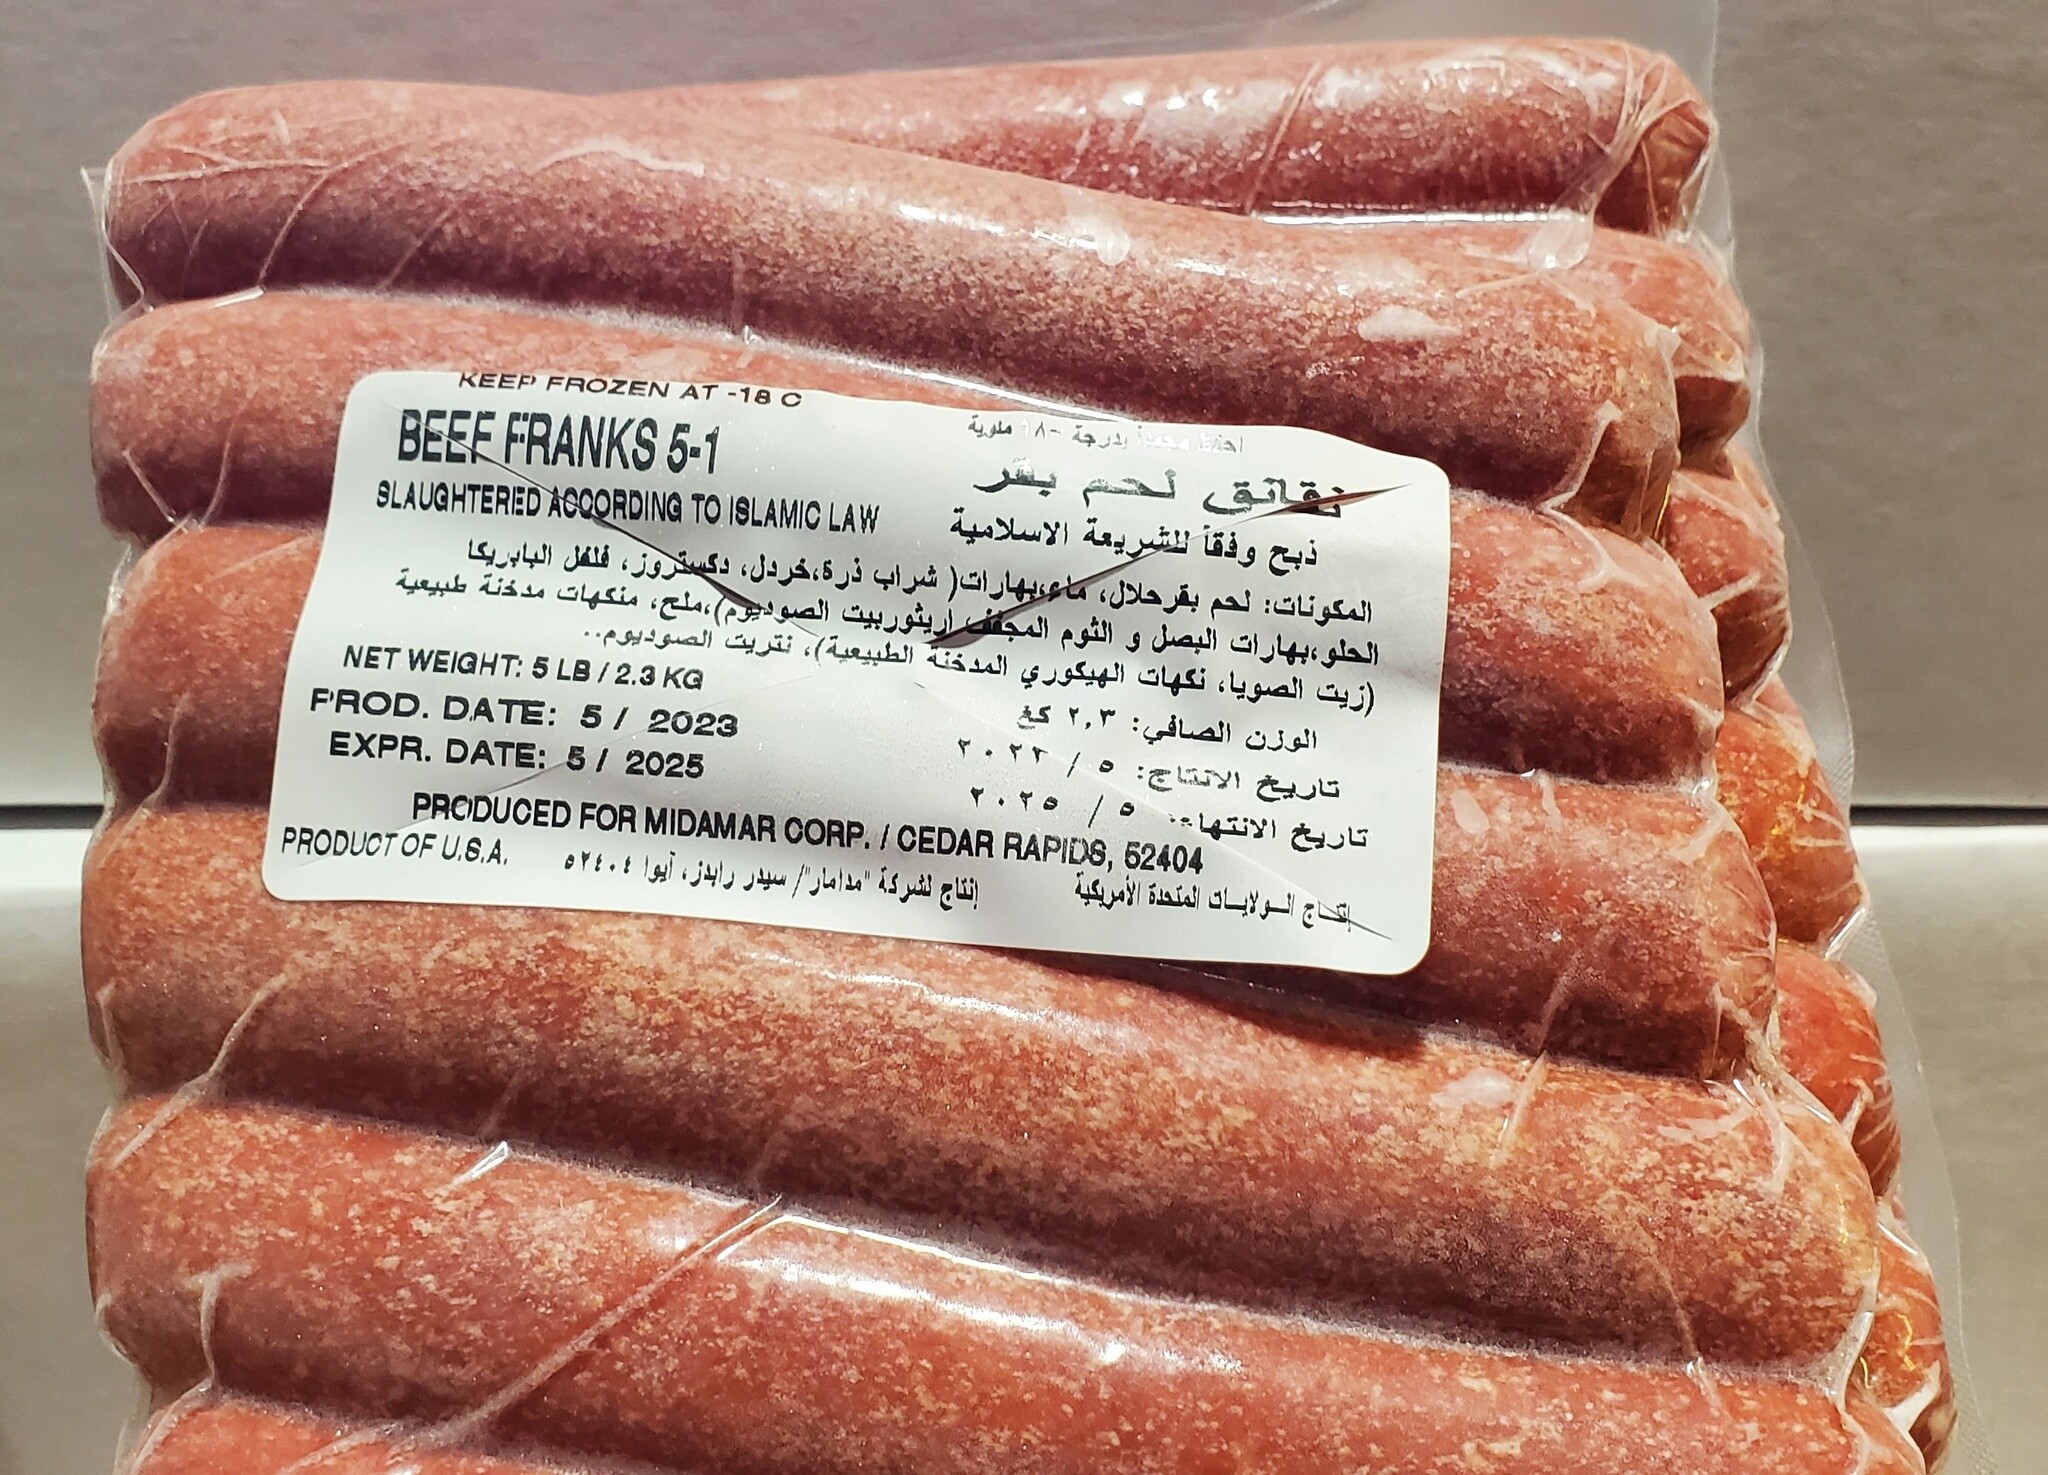 KEEP FROZEN AT -18 C
احفظ مجمداً بدرجة -١٨ مئوية
BEEF FRANKS 5-1
نقانق لحم بقر
SLAUGHTERED ACCORDING TO ISLAMIC LAW
ذبح وفقاً للشريعة الاسلامية
المكونات: لحم بقرحلال، ماء،بهارات( شراب ذرة،خردل، دكستروز، فلفل البابريكا
الحلو،بهارات البصل و الثوم المجفف اريثوربيت الصوديوم)،ملح، منكهات مدخنة طبيعية
(زيت الصويا، نكهات الهيكوري المدخنة الطبيعية)، نتريت الصوديوم..
NET WEIGHT: 5 LB / 2.3 KG
الوزن الصافي: ٢,٣ كغ
PROD. DATE: 5 / 2023
تاريخ الانتاج: ٥ /
EXPR. DATE: 5 / 2025
تاريخ الانتهاء: ٥ / ٢٠٢٥
PRODUCED FOR MIDAMAR CORP. / CEDAR RAPIDS, 52404
PRODUCT OF U.S.A.
إنتاج لشركة "مدامار"/ سيدر رابدز، آيوا ٥٢٤٠٤
إنتـاج الـولايـات المتحدة الأمريكية